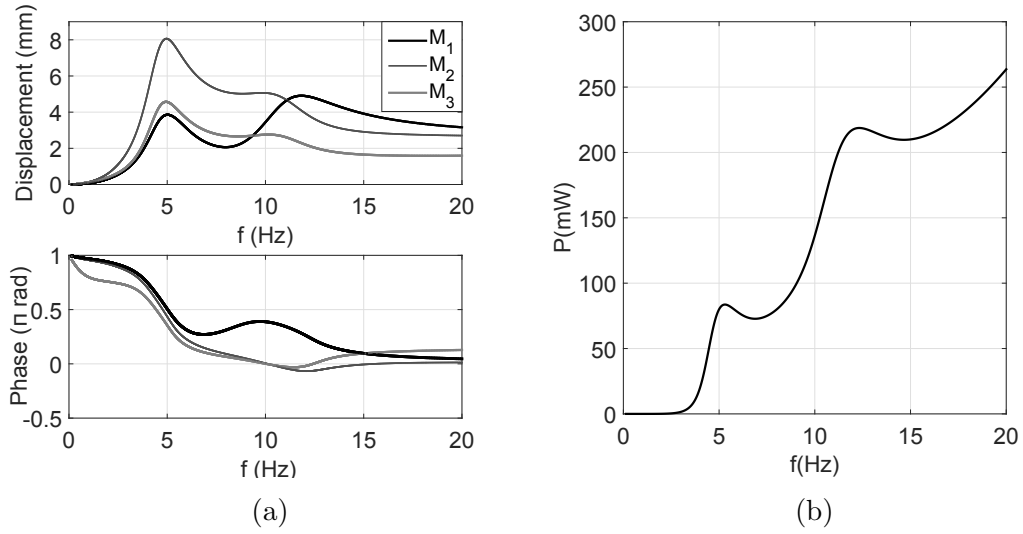 Displacement (mm)
8
6
4
2
0
M1
M2
M3
0 5 10 15 20
f (Hz)
Phase (π rad)
1
0.5
0
-0.5
0 5 10 15 20
f (Hz)
(a)
P(mW)
300
250
200
150
100
50
0
0 5 10 15 20
f(Hz)
(b)